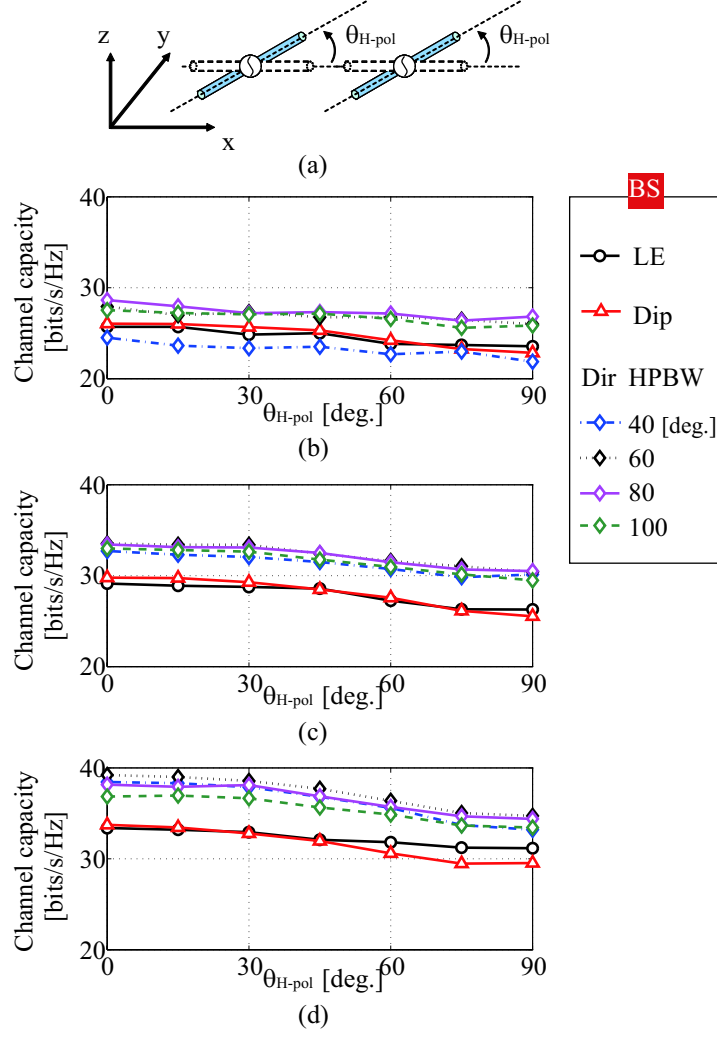 z
y
x
θH-pol
θH-pol
(a)
Channel capacity
[bits/s/Hz]
40
30
20
0
30
60
90
θH-pol [deg.]
(b)
Channel capacity
[bits/s/Hz]
40
30
20
0
30
60
90
θH-pol [deg.]
(c)
Channel capacity
[bits/s/Hz]
40
30
20
0
30
60
90
θH-pol [deg.]
(d)
BS
LE
Dip
Dir HPBW
40 [deg.]
60
80
100